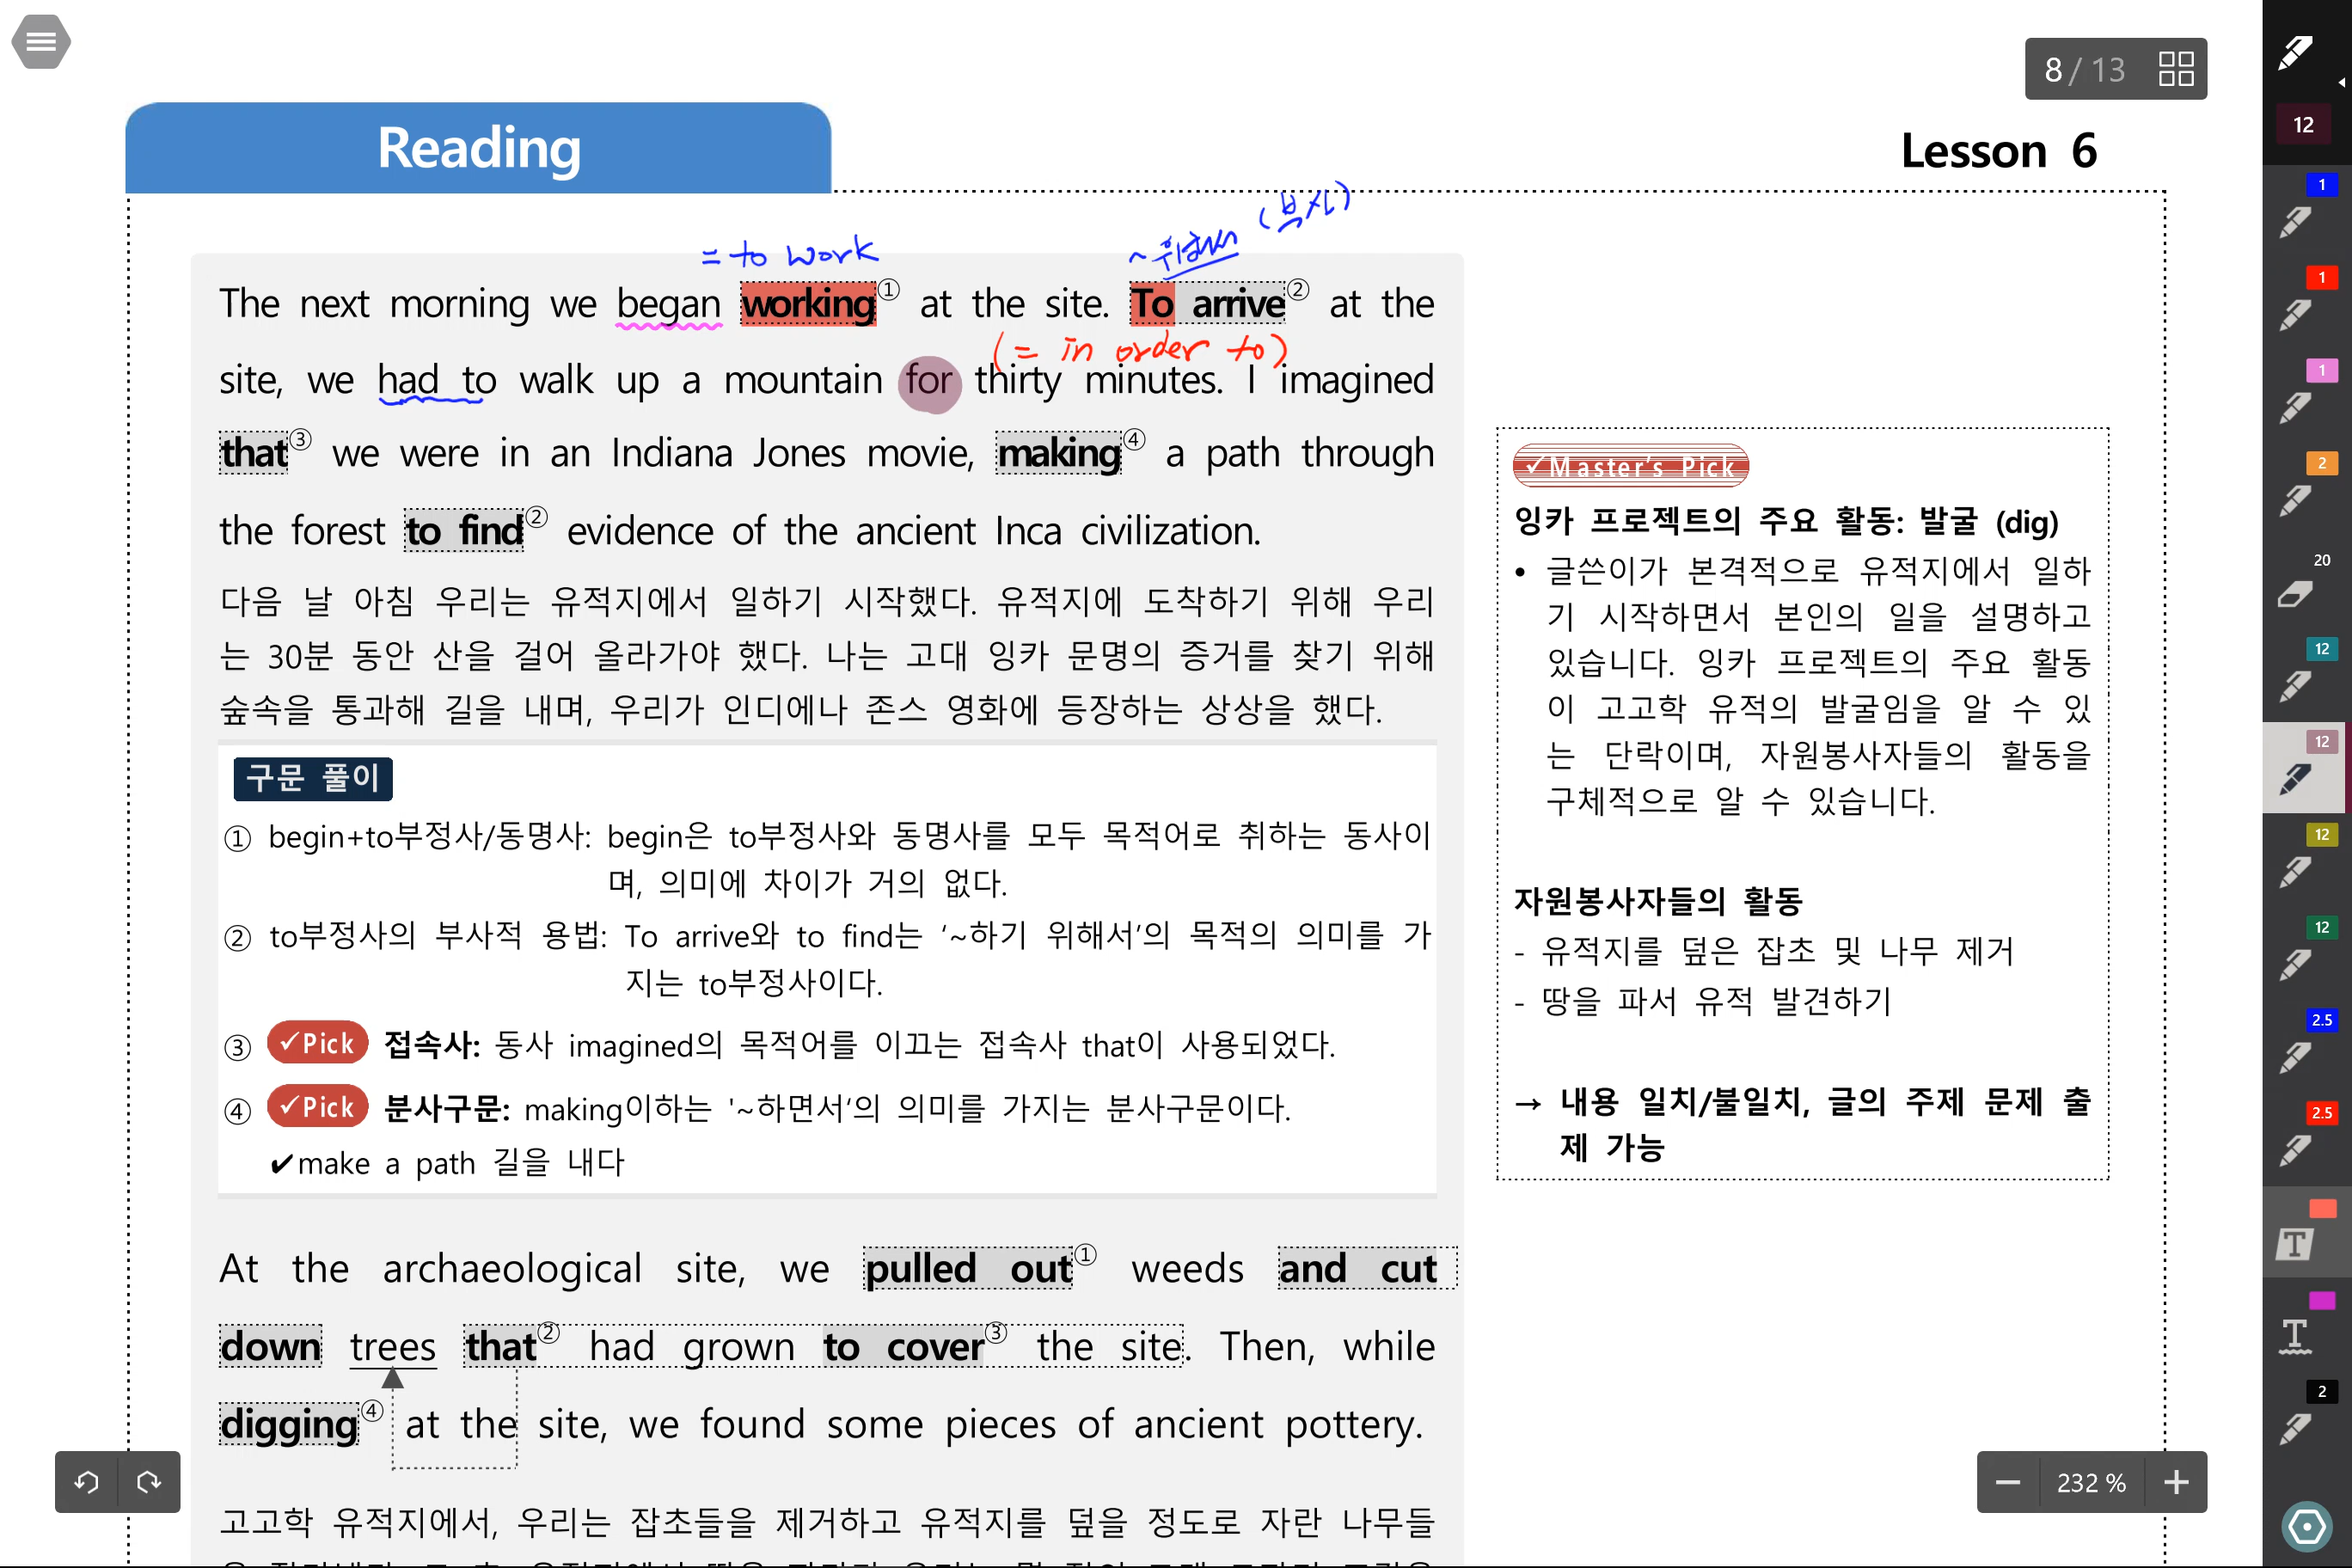 8 / 13
12
Reading
Lesson 6
(부사)
= to work
~위해서
The next morning we began working① at the site. To arrive② at the
(= in order to)
site, we had to walk up a mountain for thirty minutes. I imagined
that③ we were in an Indiana Jones movie, making④ a path through
the forest to find② evidence of the ancient Inca civilization.
다음 날 아침 우리는 유적지에서 일하기 시작했다. 유적지에 도착하기 위해 우리
는 30분 동안 산을 걸어 올라가야 했다. 나는 고대 잉카 문명의 증거를 찾기 위해
숲속을 통과해 길을 내며, 우리가 인디에나 존스 영화에 등장하는 상상을 했다.
구문 풀이
① begin+to부정사/동명사: begin은 to부정사와 동명사를 모두 목적어로 취하는 동사이
며, 의미에 차이가 거의 없다.
② to부정사의 부사적 용법: To arrive와 to find는 ‘~하기 위해서’의 목적의 의미를 가
지는 to부정사이다.
③ ✓Pick 접속사: 동사 imagined의 목적어를 이끄는 접속사 that이 사용되었다.
④ ✓Pick 분사구문: making이하는 '~하면서‘의 의미를 가지는 분사구문이다.
✔make a path 길을 내다
At the archaeological site, we pulled out① weeds and cut
down trees that② had grown to cover③ the site. Then, while
digging④ at the site, we found some pieces of ancient pottery.
고고학 유적지에서, 우리는 잡초들을 제거하고 유적지를 덮을 정도로 자란 나무들
✓Master's Pick
잉카 프로젝트의 주요 활동: 발굴 (dig)
• 글쓴이가 본격적으로 유적지에서 일하
기 시작하면서 본인의 일을 설명하고
있습니다. 잉카 프로젝트의 주요 활동
이 고고학 유적의 발굴임을 알 수 있
는 단락이며, 자원봉사자들의 활동을
구체적으로 알 수 있습니다.
자원봉사자들의 활동
- 유적지를 덮은 잡초 및 나무 제거
- 땅을 파서 유적 발견하기
→ 내용 일치/불일치, 글의 주제 문제 출
제 가능
232 %
1
1
1
2
20
12
12
12
12
2.5
2.5
T
T
2